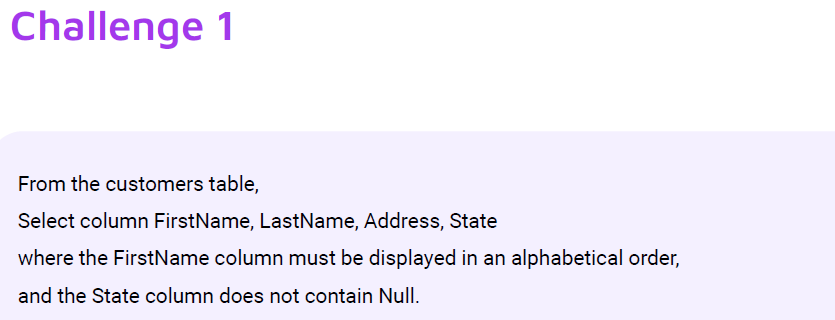 Challenge 1
From the customers table,
Select column FirstName, LastName, Address, State
where the FirstName column must be displayed in an alphabetical order,
and the State column does not contain Null.